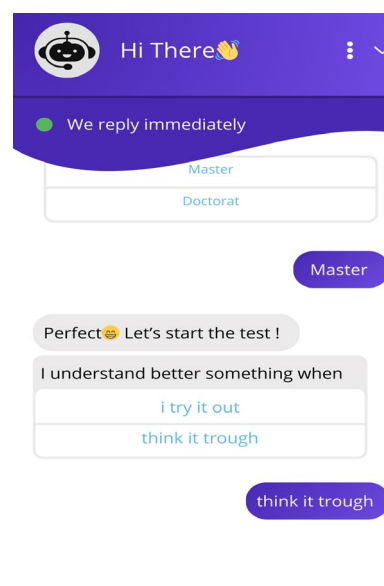 Hi There👋
We reply immediately
Master
Doctorat
Master
Perfect😁 Let's start the test !
I understand better something when
i try it out
think it trough
think it trough